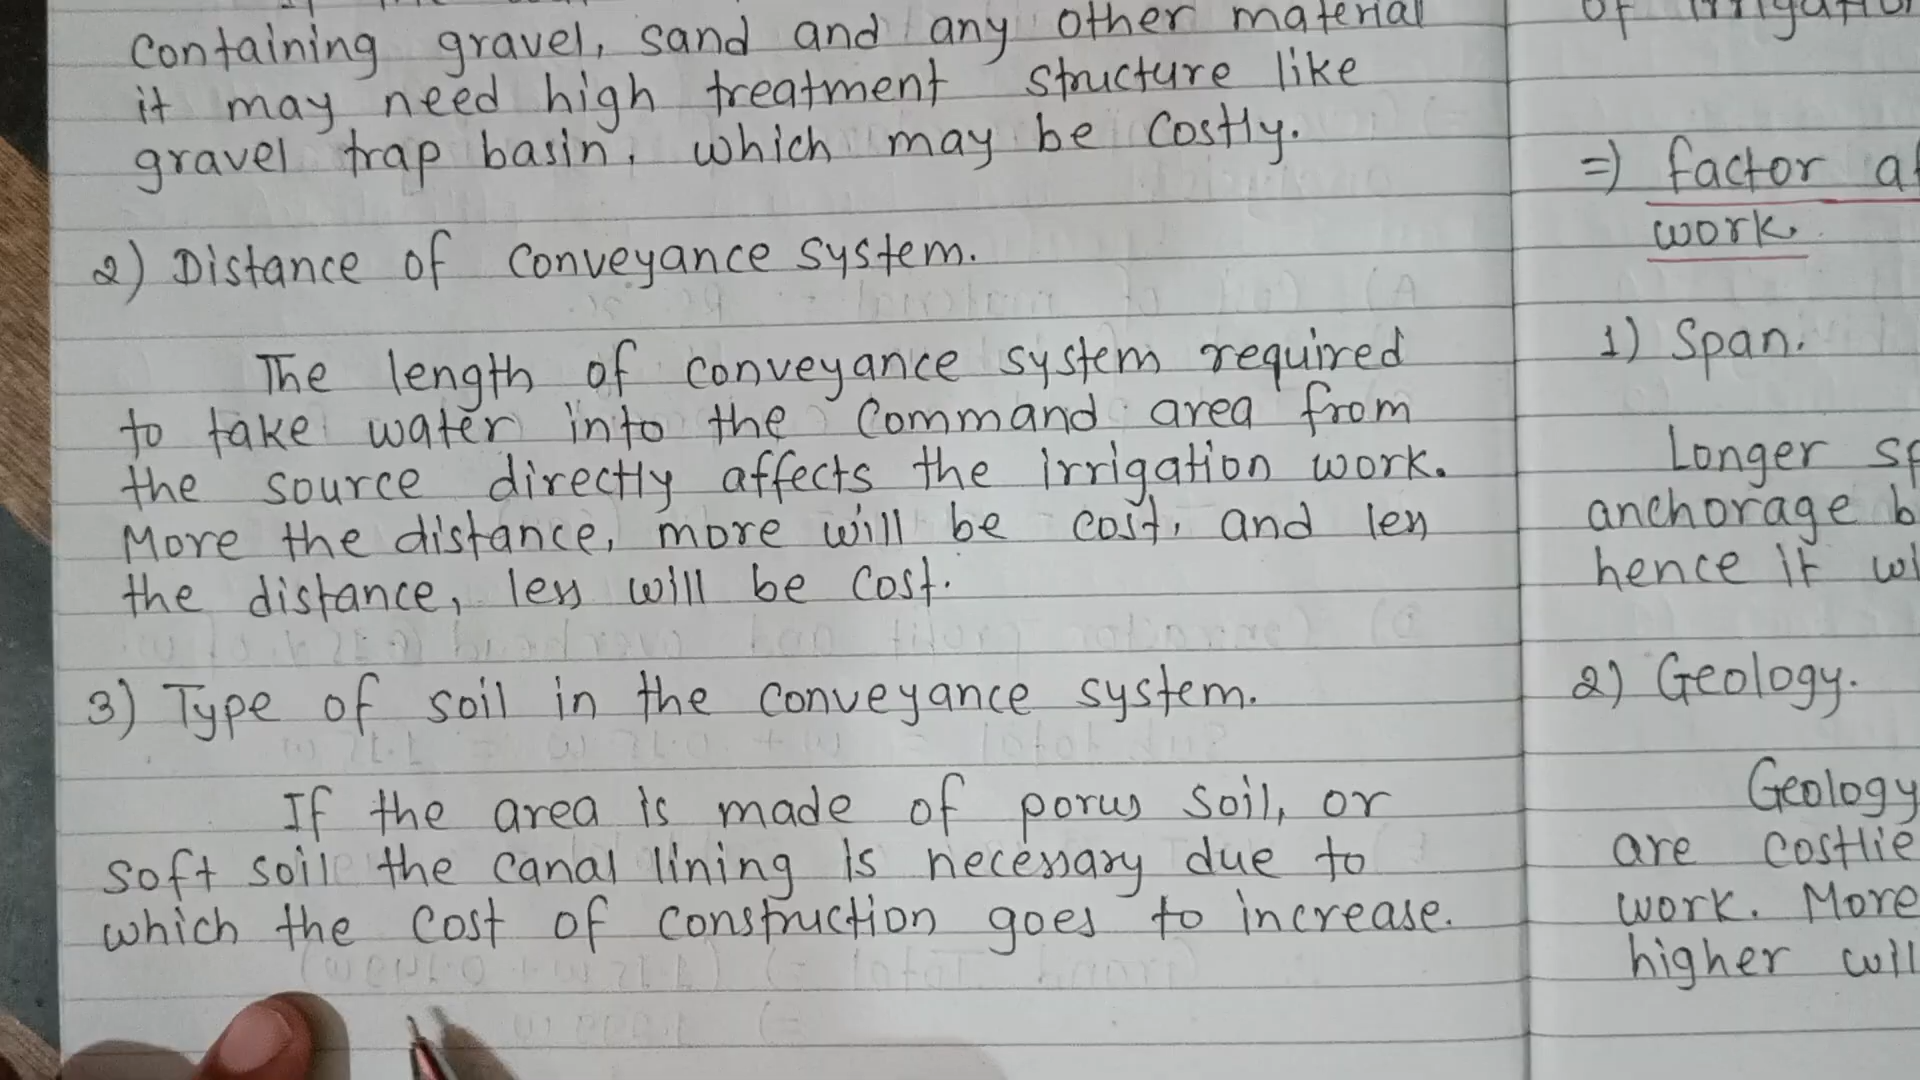 containing gravel, sand and any other material
it may need high treatment structure like
gravel trap basin, which may be costly.
2) Distance of conveyance system.
The length of conveyance system required
to take water into the command area from
the source directly affects the irrigation work.
More the distance, more will be cost, and less
the distance, less will be cost.
3) Type of soil in the conveyance system.
If the area is made of porus soil, or
soft soil the canal lining is necessary due to
which the cost of construction goes to increase.
of irrigation
=) factor
work.
1) Span.
Longer
anchorage
hence it
2) Geology.
Geology
are
work. More
higher will